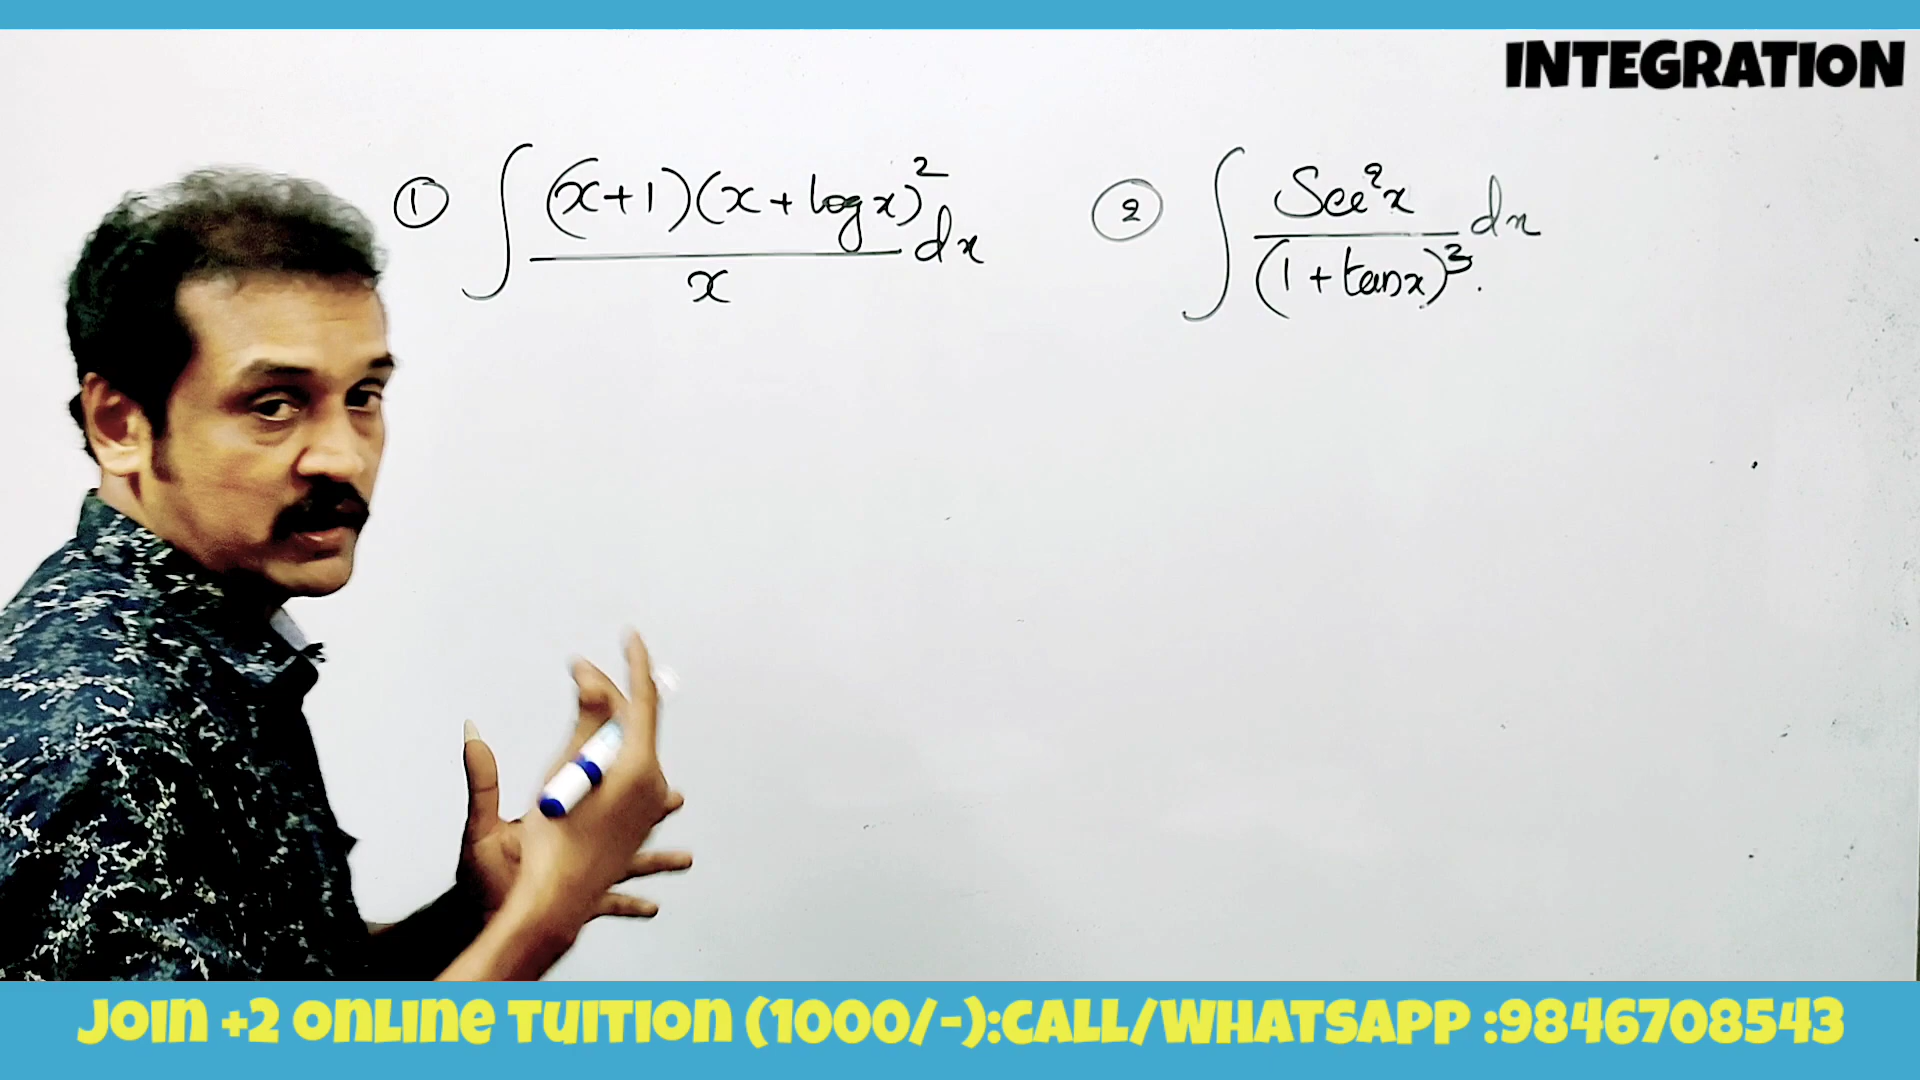 INTEGRATION
① ∫ (x+1)(x+log x)² / x dx
② ∫ Sec²x / (1+tanx)³ dx
JOIN +2 ONLINE TUITION (1000/-):CALL/WHATSAPP :9846708543